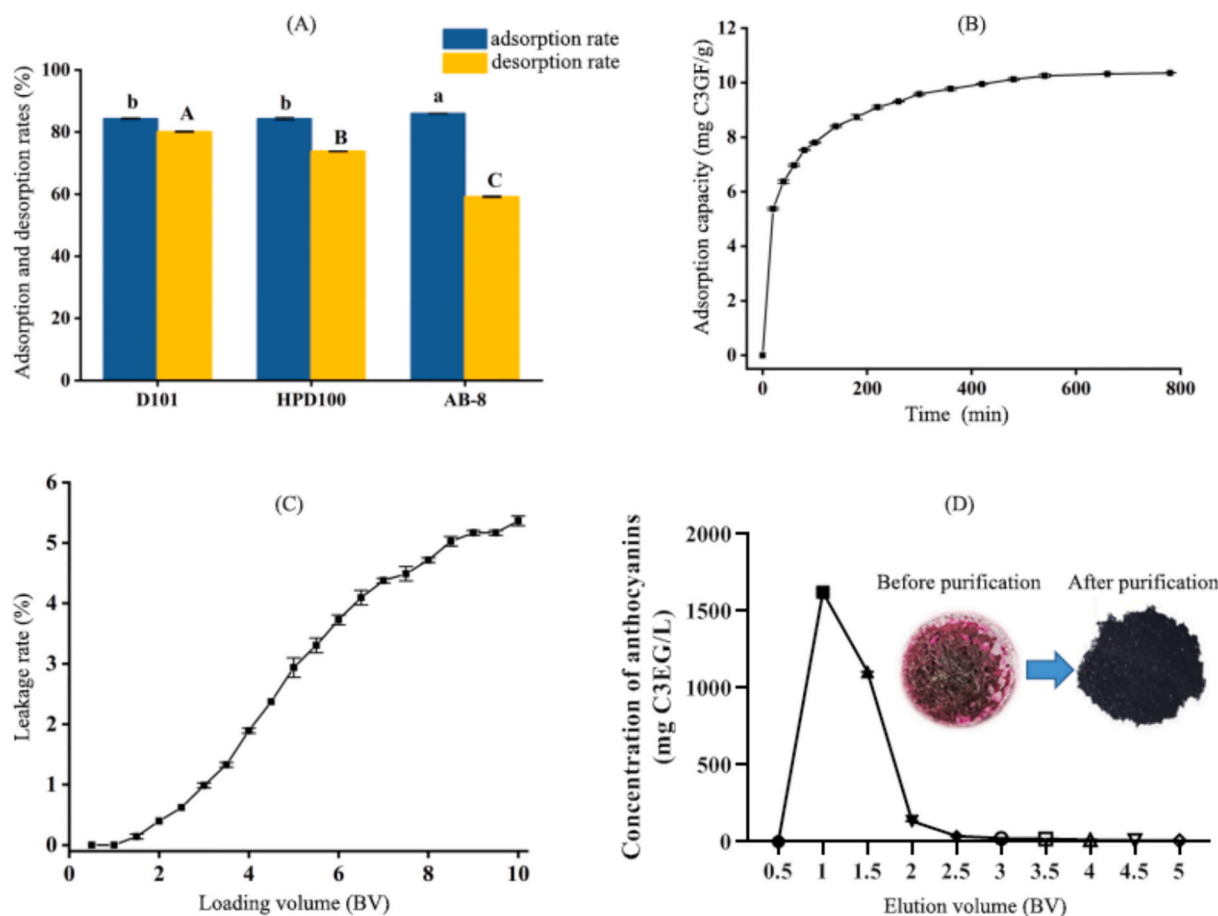 (A)
adsorption rate
desorption rate
Adsorption and desorption rates (%)
100
80
60
40
20
0
b
A
b
B
a
C
D101
HPD100
AB-8
(B)
Adsorption capacity (mg C3GF/g)
12
10
8
6
4
2
0
0
200
400
600
800
Time (min)
(C)
Leakage rate (%)
6
5
4
3
2
1
0
0
2
4
6
8
10
Loading volume (BV)
(D)
Concentration of anthocyanins
(mg C3EG/L)
2000
1500
1000
500
0
Before purification
After purification
0.5
1
1.5
2
2.5
3
3.5
4
4.5
5
Elution volume (BV)